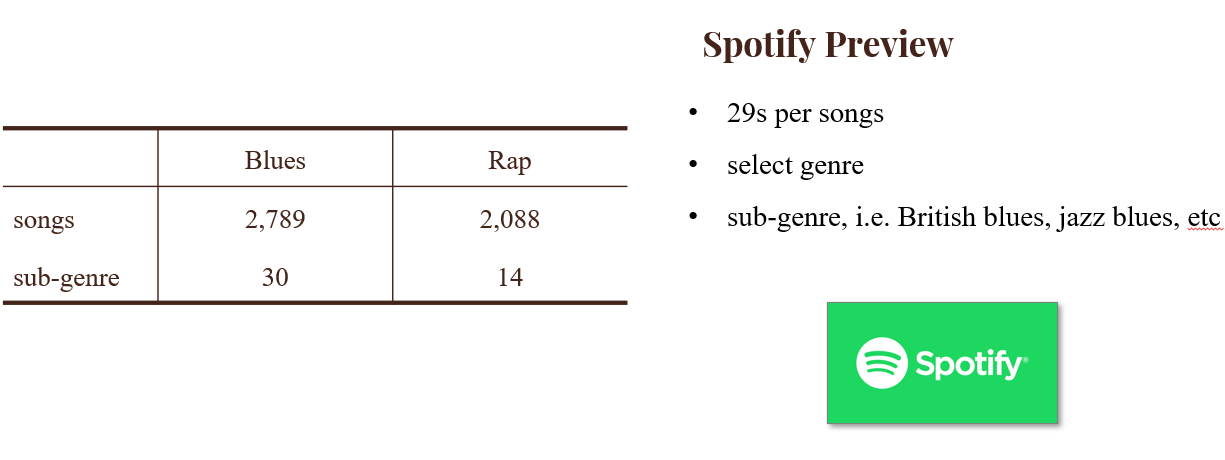 Spotify Preview
• 29s per songs
• select genre
• sub-genre, i.e. British blues, jazz blues, etc
Blues Rap
songs 2,789 2,088
sub-genre 30 14
Spotify®